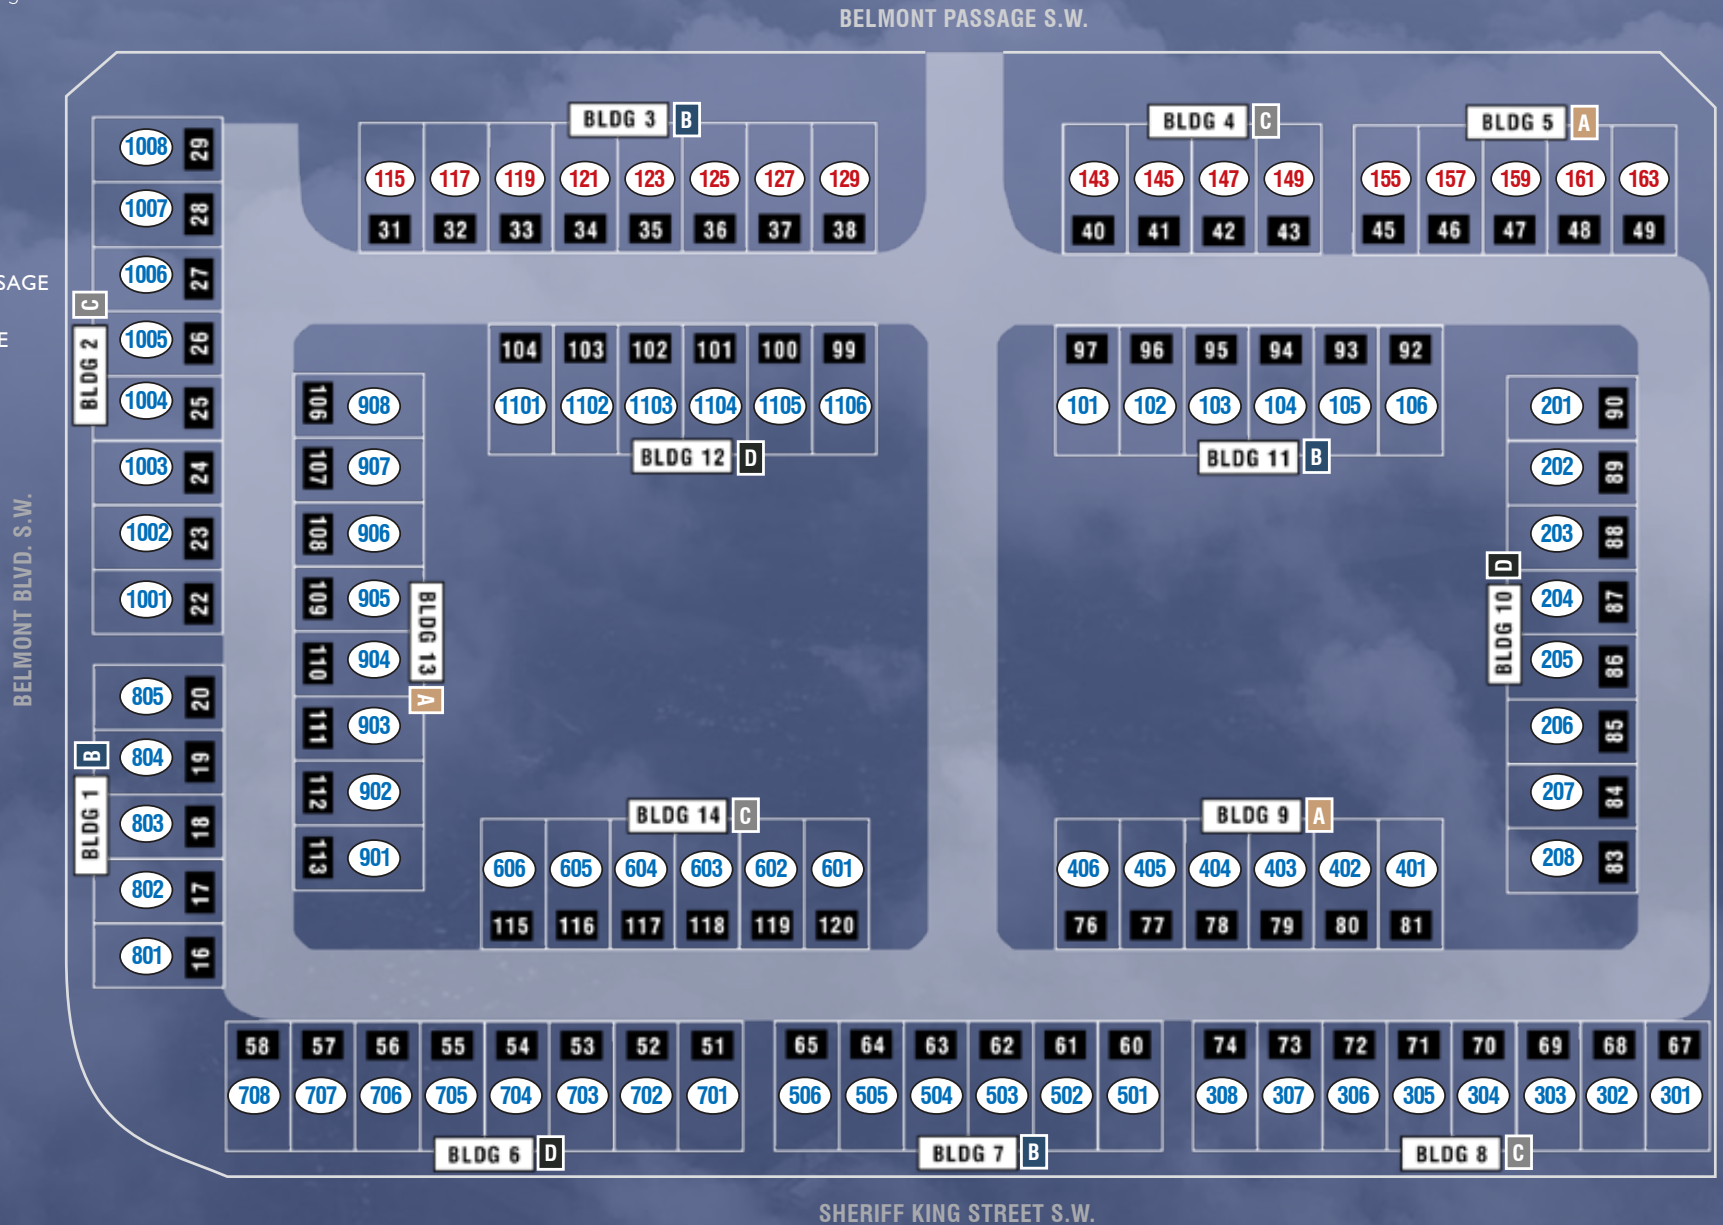 BELMONT PASSAGE S.W.
BLDG 3 B
115 117 119 121 123 125 127 129
31 32 33 34 35 36 37 38
BLDG 4 C
143 145 147 149
40 41 42 43
BLDG 5 A
155 157 159 161 163
45 46 47 48 49
SSAGE
E
BELMONT BLVD. S.W.
BLDG 2 C
1008 29
1007 28
1006 27
1005 26
1004 25
1003 24
1002 23
1001 22
BLDG 1 B
805 20
804 19
803 18
802 17
801 16
106 908
107 907
108 906
109 905
110 904
111 903
112 902
113 901
BLDG 13 A
104 103 102 101 100 99
1101 1102 1103 1104 1105 1106
BLDG 12 D
97 96 95 94 93 92
101 102 103 104 105 106
BLDG 11 B
BLDG 10 D
201 90
202 89
203 88
204 87
205 86
206 85
207 84
208 83
BLDG 14 C
606 605 604 603 602 601
115 116 117 118 119 120
BLDG 9 A
406 405 404 403 402 401
76 77 78 79 80 81
58 57 56 55 54 53 52 51
708 707 706 705 704 703 702 701
BLDG 6 D
65 64 63 62 61 60
506 505 504 503 502 501
BLDG 7 B
74 73 72 71 70 69 68 67
308 307 306 305 304 303 302 301
BLDG 8 C
SHERIFF KING STREET S.W.